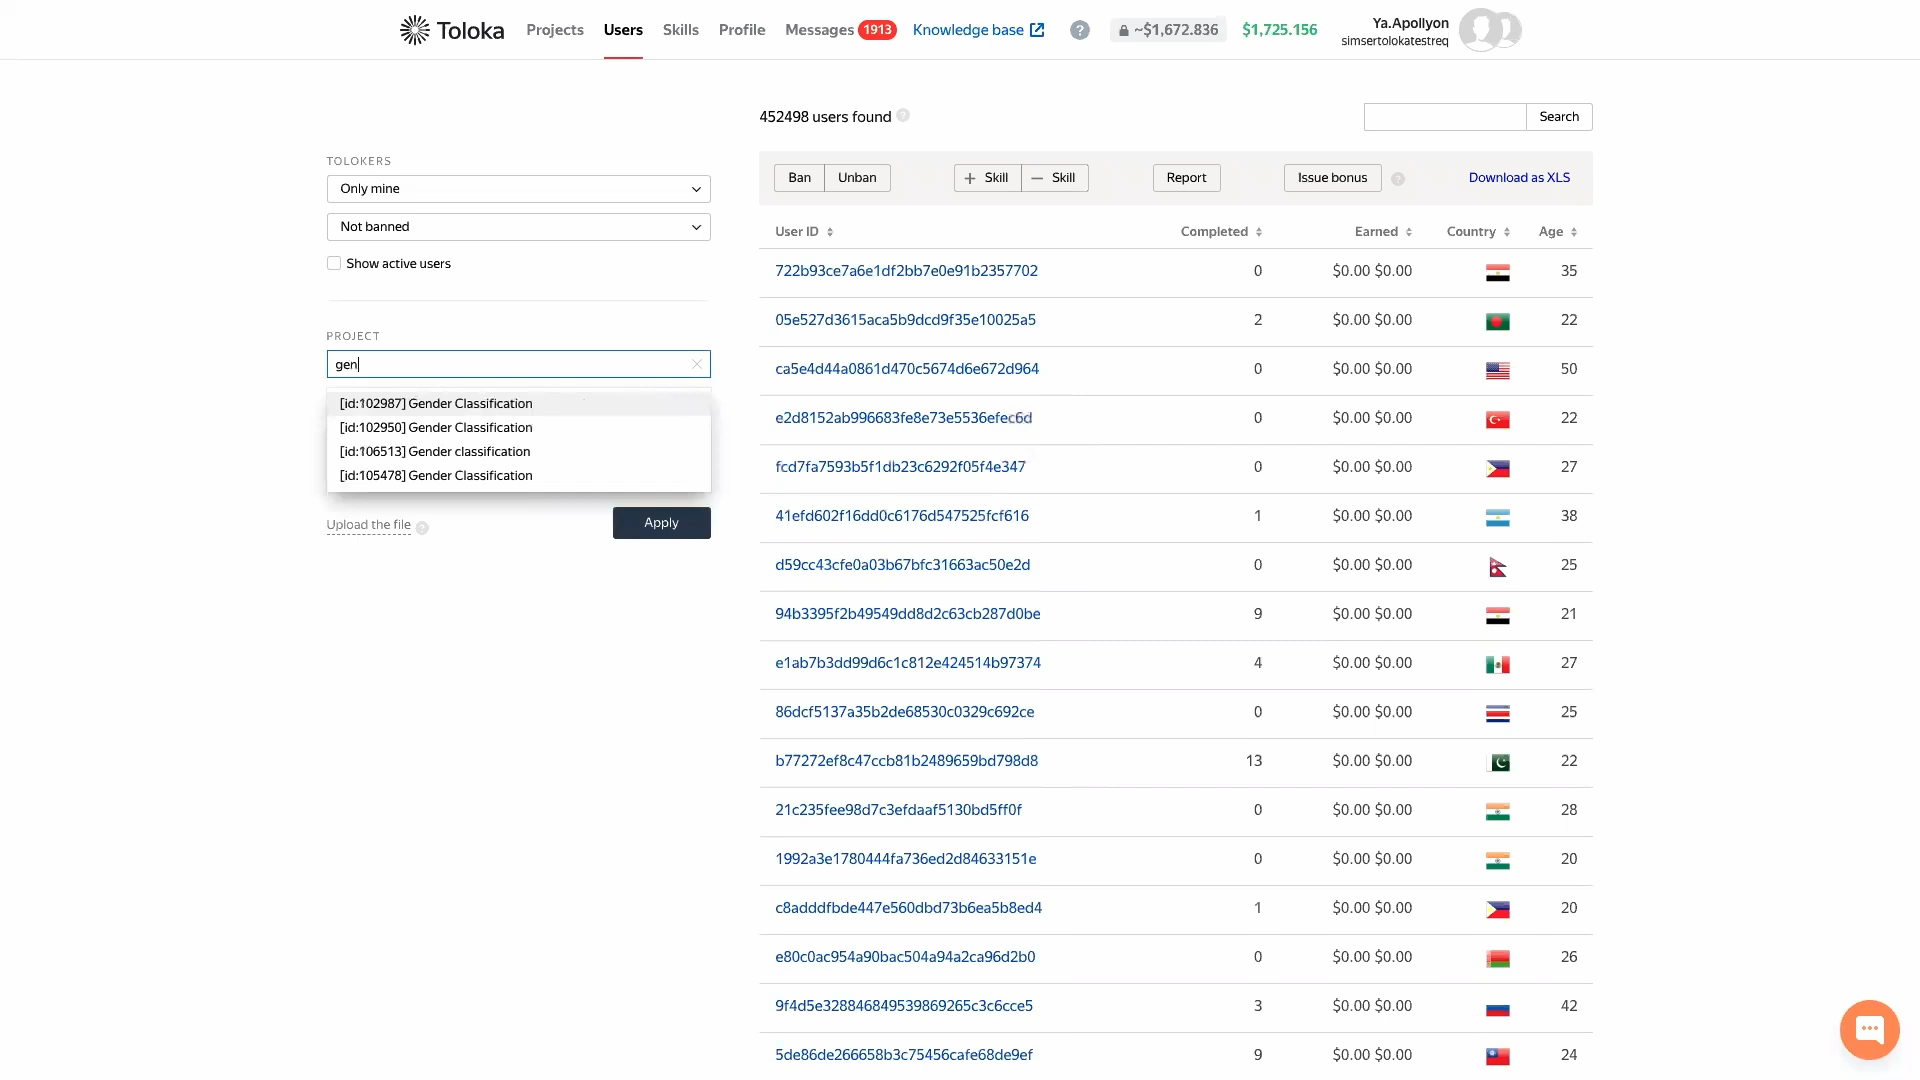 Toloka Projects Users Skills Profile Messages 1913 Knowledge base ? ~$1,672.836 $1,725.156 Ya.Apollyon
simsertolokatestreq
452498 users found ? Search
TOLOKERS
Only mine
Not banned
Show active users
PROJECT
gen
[id:102987] Gender Classification
[id:102950] Gender Classification
[id:106513] Gender classification
[id:105478] Gender Classification
Upload the file ? Apply
Ban Unban + Skill — Skill Report Issue bonus ? Download as XLS
User ID Completed Earned Country Age
722b93ce7a6e1df2bb7e0e91b2357702 0 $0.00 $0.00 35
05e527d3615aca5b9dcd9f35e10025a5 2 $0.00 $0.00 22
ca5e4d44a0861d470c5674d6e672d964 0 $0.00 $0.00 50
e2d8152ab996683fe8e73e5536efec6d 0 $0.00 $0.00 22
fcd7fa7593b5f1db23c6292f05f4e347 0 $0.00 $0.00 27
41efd602f16dd0c6176d547525fcf616 1 $0.00 $0.00 38
d59cc43cfe0a03b67bfc31663ac50e2d 0 $0.00 $0.00 25
94b3395f2b49549dd8d2c63cb287d0be 9 $0.00 $0.00 21
e1ab7b3dd99d6c1c812e424514b97374 4 $0.00 $0.00 27
86dcf5137a35b2de68530c0329c692ce 0 $0.00 $0.00 25
b77272ef8c47ccb81b2489659bd798d8 13 $0.00 $0.00 22
21c235fee98d7c3efdaaf5130bd5ff0f 0 $0.00 $0.00 28
1992a3e1780444fa736ed2d84633151e 0 $0.00 $0.00 20
c8adddfbde447e560dbd73b6ea5b8ed4 1 $0.00 $0.00 20
e80c0ac954a90bac504a94a2ca96d2b0 0 $0.00 $0.00 26
9f4d5e328846849539869265c3c6cce5 3 $0.00 $0.00 42
5de86de266658b3c75456cafe68de9ef 9 $0.00 $0.00 24